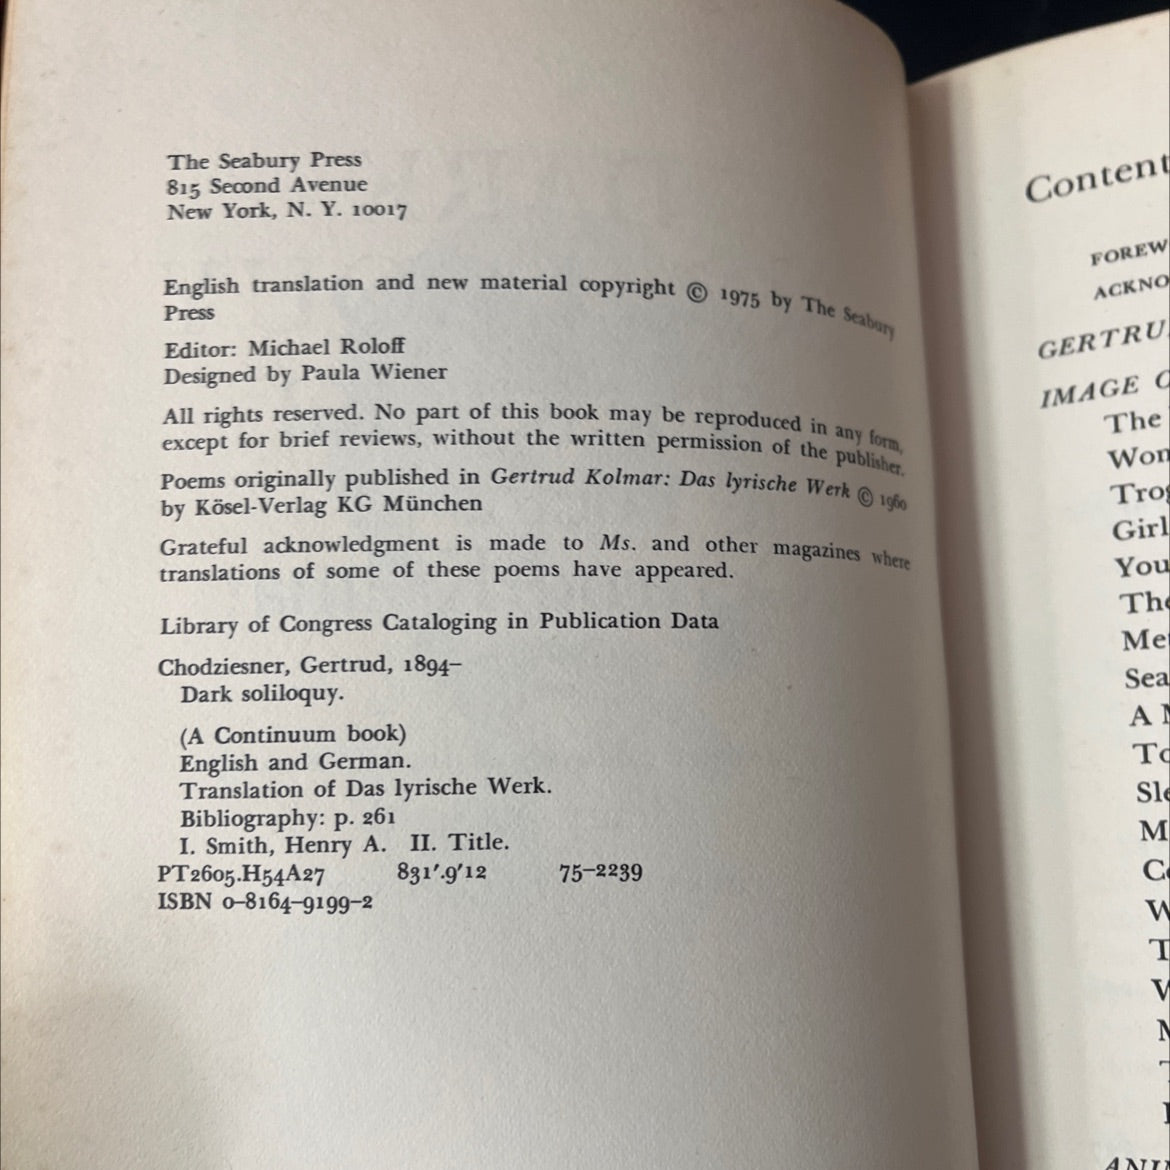 The Seabury Press
815 Second Avenue
New York, N. Y. 10017
English translation and new material copyright © 1975 by The Seabury
Press
Editor: Michael Roloff
Designed by Paula Wiener
All rights reserved. No part of this book may be reproduced in any form,
except for brief reviews, without the written permission of the publisher.
Poems originally published in Gertrud Kolmar: Das lyrische Werk © 1960
by Kösel-Verlag KG München
Grateful acknowledgment is made to Ms. and other magazines where
translations of some of these poems have appeared.
Library of Congress Cataloging in Publication Data
Chodziesner, Gertrud, 1894–
Dark soliloquy.
(A Continuum book)
English and German.
Translation of Das lyrische Werk.
Bibliography: p. 261
I. Smith, Henry A. II. Title.
PT2605.H54A27 831′.9′12 75–2239
ISBN 0–8164–9199–2
Content
FOREW
ACKNO
GERTRU
IMAGE
The
Wom
Trog
Girl
You
The
Me
Sea
A
To
Sle
M